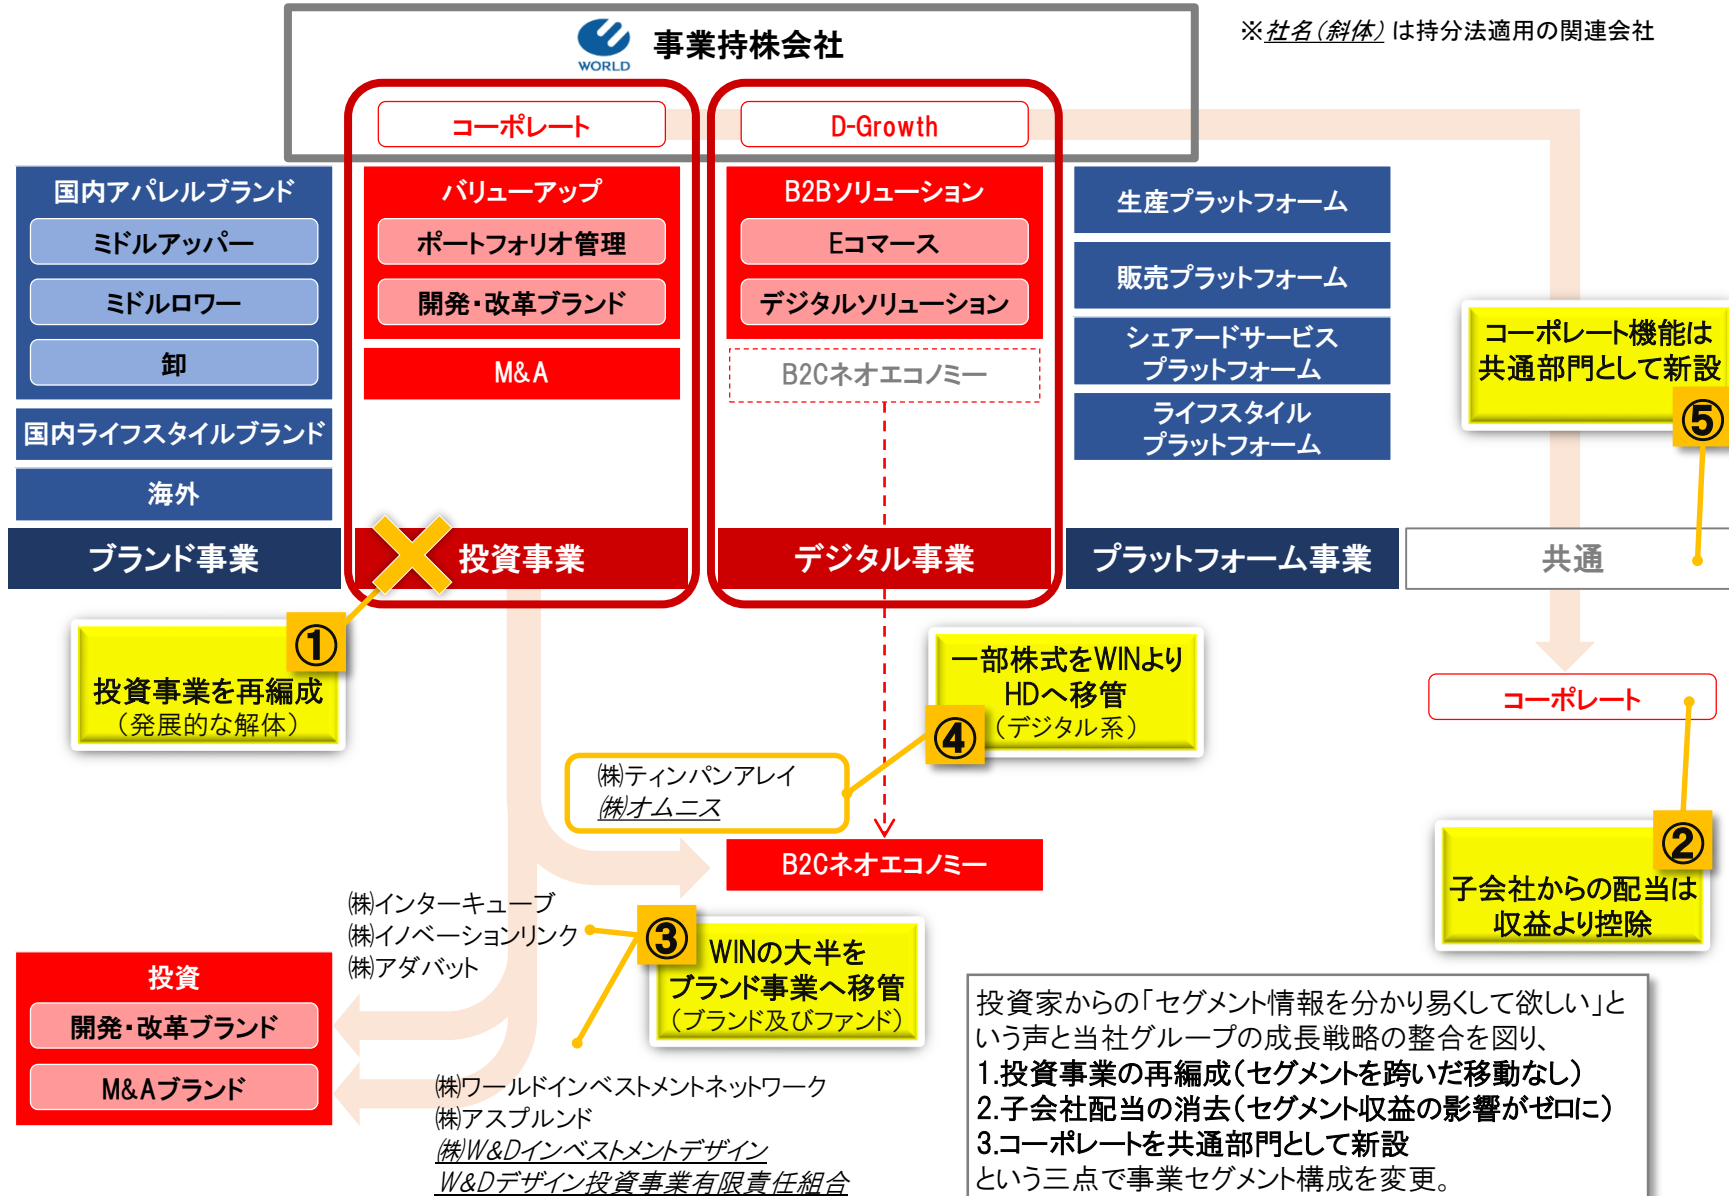 WORLD
事業持株会社
※社名(斜体)は持分法適用の関連会社
コーポレート
D-Growth
国内アパレルブランド
ミドルアッパー
ミドルロワー
卸
国内ライフスタイルブランド
海外
ブランド事業
バリューアップ
ポートフォリオ管理
開発・改革ブランド
M&A
投資事業
B2Bソリューション
Eコマース
デジタルソリューション
B2Cネオエコノミー
デジタル事業
生産プラットフォーム
販売プラットフォーム
シェアードサービス
プラットフォーム
ライフスタイル
プラットフォーム
プラットフォーム事業
コーポレート機能は
共通部門として新設
⑤
共通
①
投資事業を再編成
（発展的な解体）
一部株式をWINより
HDへ移管
（デジタル系）
④
コーポレート
②
子会社からの配当は
収益より控除
㈱ティンパンアレイ
㈱オムニス
B2Cネオエコノミー
㈱インターキューブ
㈱イノベーションリンク
㈱アダバット
③
WINの大半を
ブランド事業へ移管
（ブランド及びファンド）
投資
開発・改革ブランド
M&Aブランド
㈱ワールドインベストメントネットワーク
㈱アスプルンド
㈱W&Dインベストメントデザイン
W&Dデザイン投資事業有限責任組合
投資家からの「セグメント情報を分かり易くして欲しい」と
いう声と当社グループの成長戦略の整合を図り、
1.投資事業の再編成（セグメントを跨いだ移動なし）
2.子会社配当の消去（セグメント収益の影響がゼロに）
3.コーポレートを共通部門として新設
という三点で事業セグメント構成を変更。